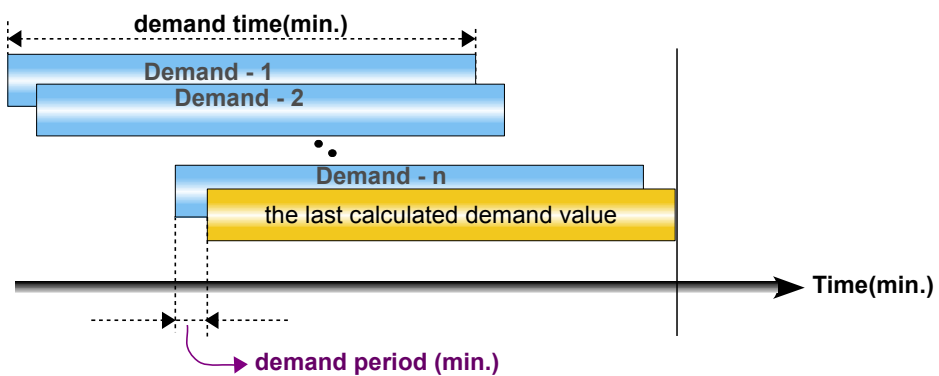 demand time(min.)
Demand - 1
Demand - 2
Demand - n
the last calculated demand value
Time(min.)
demand period (min.)